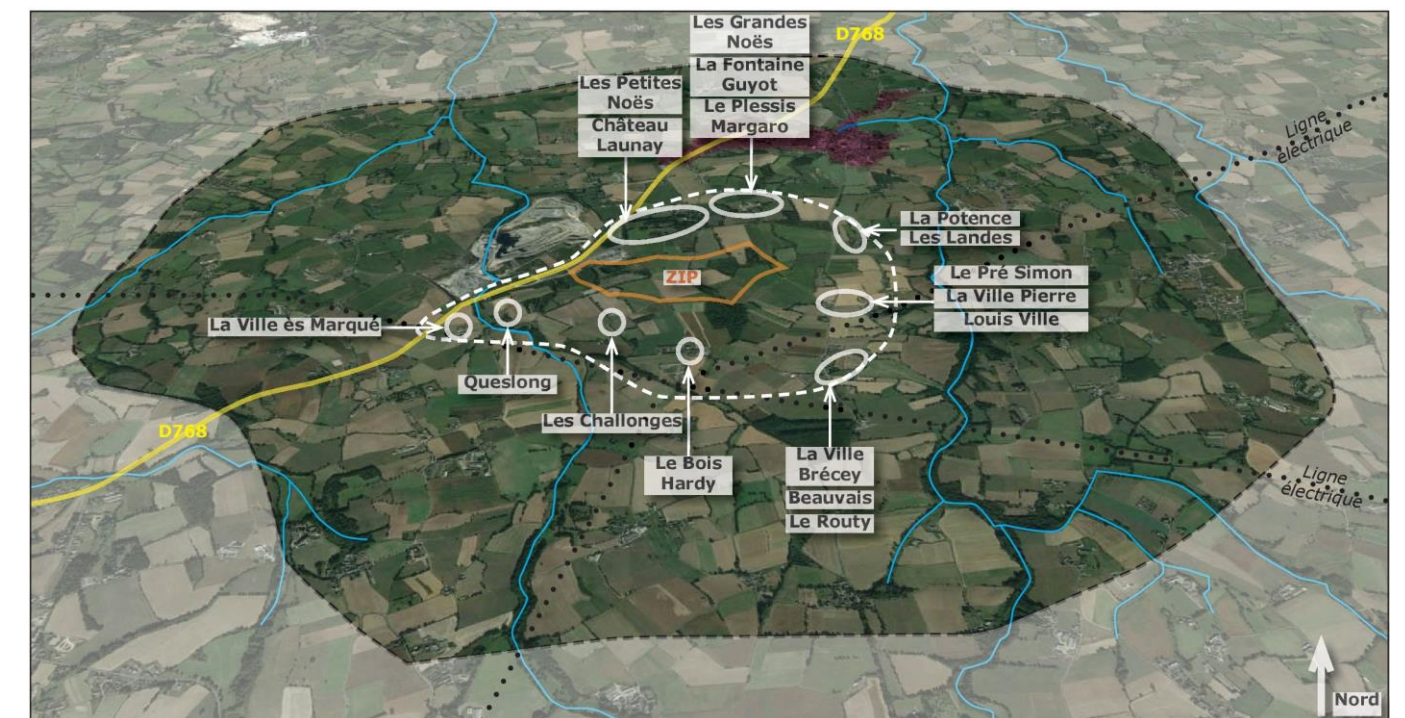 Les Grandes
Noës
La Fontaine
Guyot
Le Plessis
Margaro
D768
Les Petites
Noës
Château
Launay
Ligne
électrique
La Potence
Les Landes
ZIP
Le Pré Simon
La Ville Pierre
Louis Ville
La Ville ès Marqué
Queslong
Les Challonges
D768
Le Bois
Hardy
La Ville
Brécey
Beauvais
Le Routy
Ligne
électrique
Nord